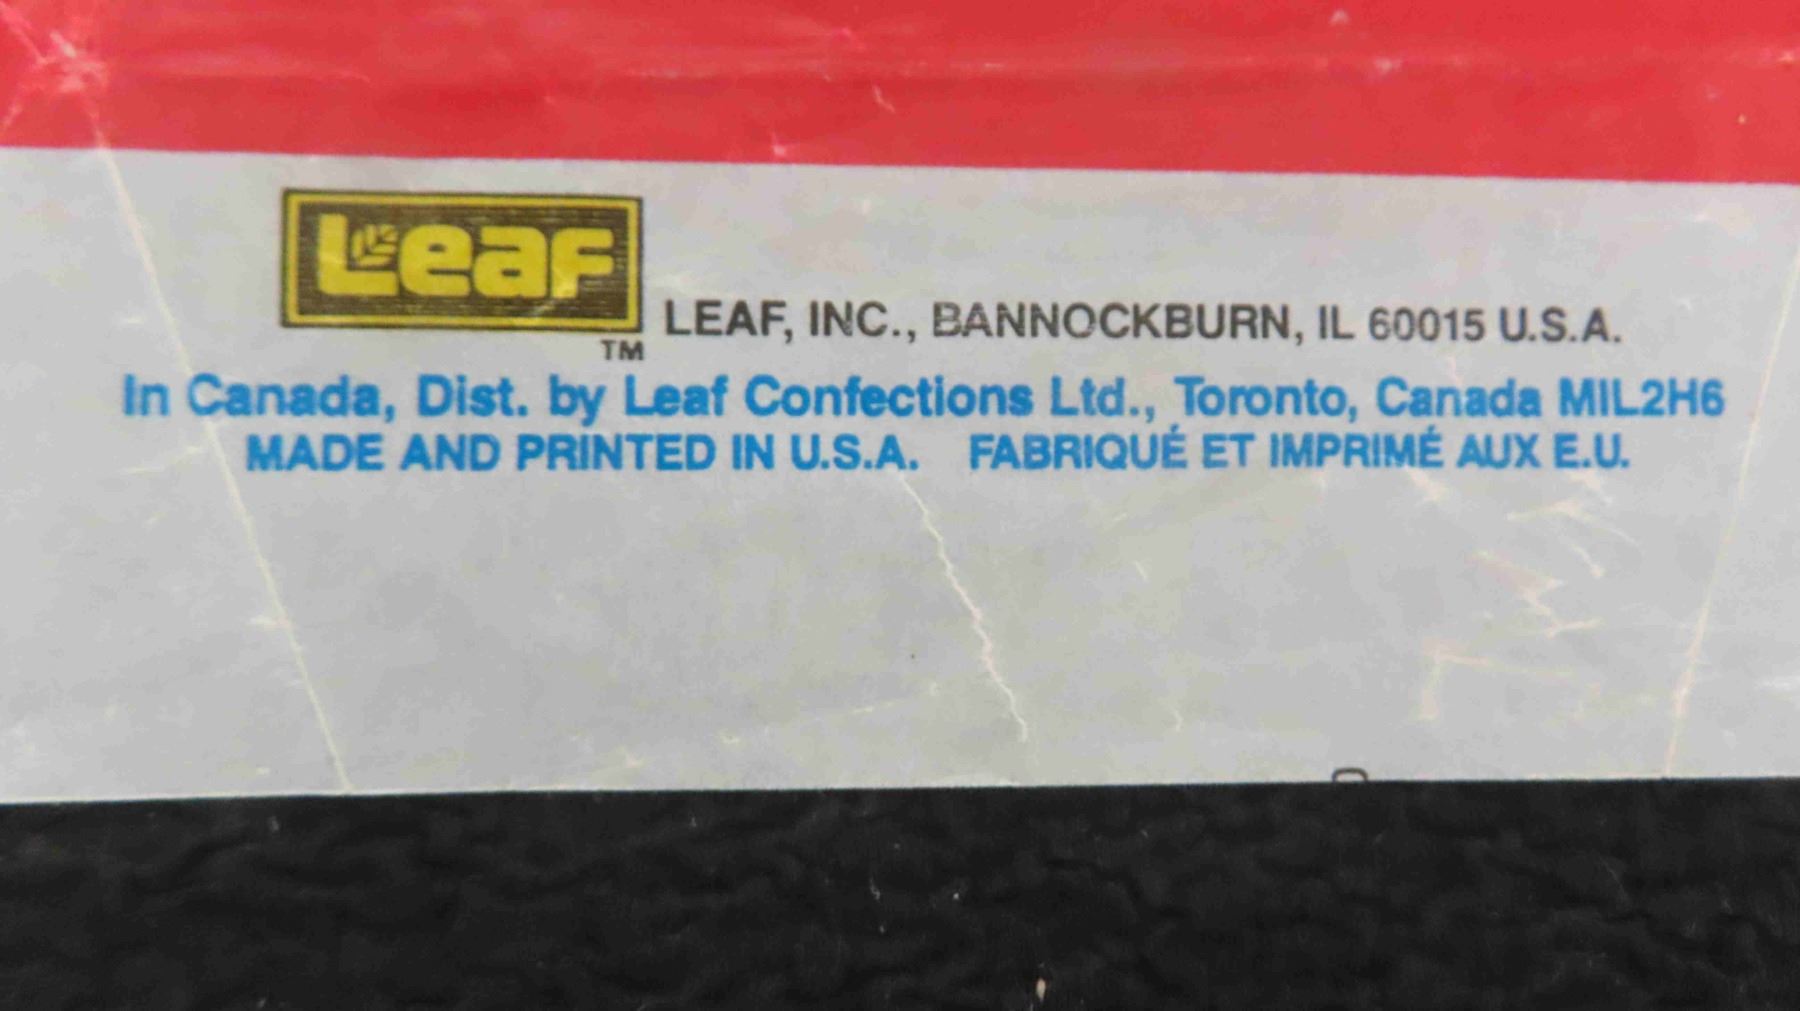 Leaf
TM
LEAF, INC., BANNOCKBURN, IL 60015 U.S.A.
In Canada, Dist. by Leaf Confections Ltd., Toronto, Canada MIL2H6
MADE AND PRINTED IN U.S.A. FABRIQUÉ ET IMPRIMÉ AUX E.U.